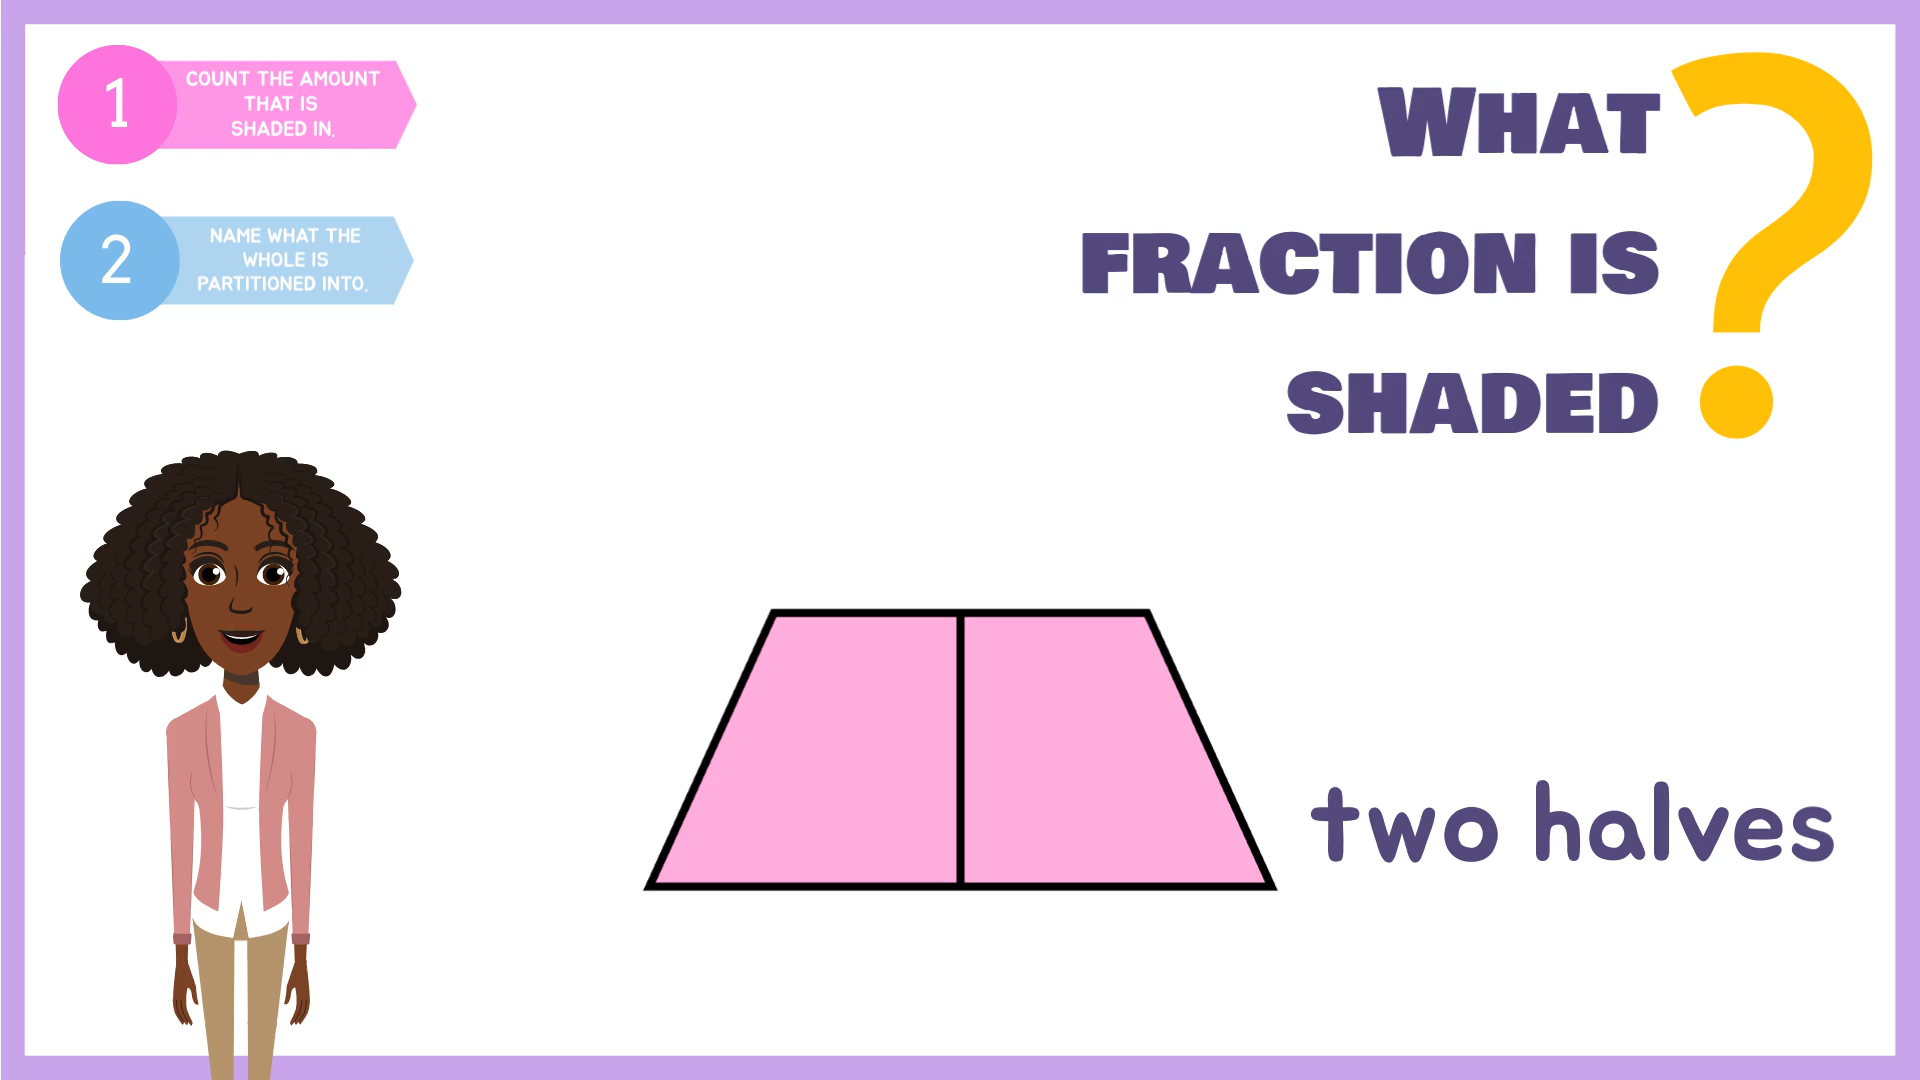 1
COUNT THE AMOUNT
THAT IS
SHADED IN.
2
NAME WHAT THE
WHOLE IS
PARTITIONED INTO.
WHAT
FRACTION IS
SHADED?
two halves